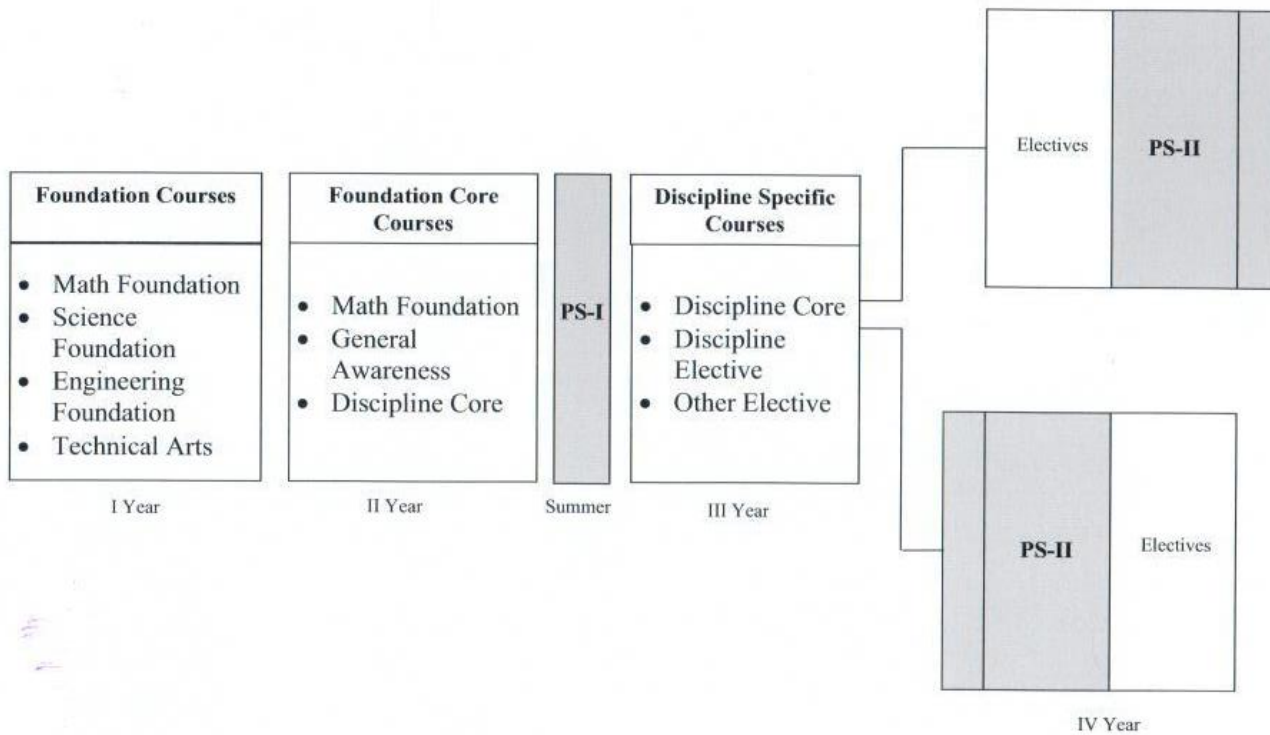 Foundation Courses
• Math Foundation
• Science
Foundation
• Engineering
Foundation
• Technical Arts
I Year
Foundation Core
Courses
• Math Foundation
• General
Awareness
• Discipline Core
II Year
PS-I
Summer
Discipline Specific
Courses
• Discipline Core
• Discipline
Elective
• Other Elective
III Year
Electives
PS-II
PS-II
Electives
IV Year